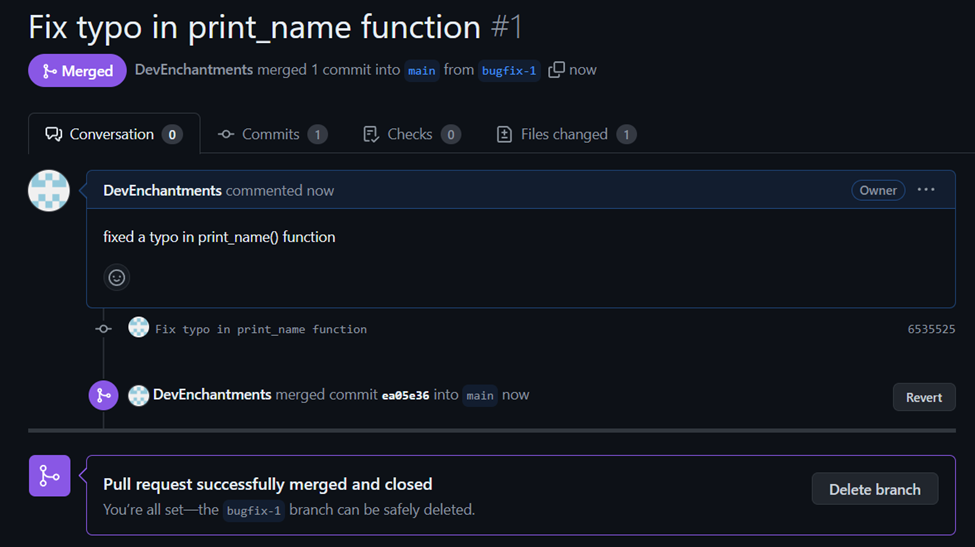 Fix typo in print_name function #1
Merged DevEnchantments merged 1 commit into main from bugfix-1 now
Conversation 0 Commits 1 Checks 0 Files changed 1
DevEnchantments commented now Owner ...
fixed a typo in print_name() function
Fix typo in print_name function 6535525
DevEnchantments merged commit ea05e36 into main now Revert
Pull request successfully merged and closed
You’re all set—the bugfix-1 branch can be safely deleted.
Delete branch